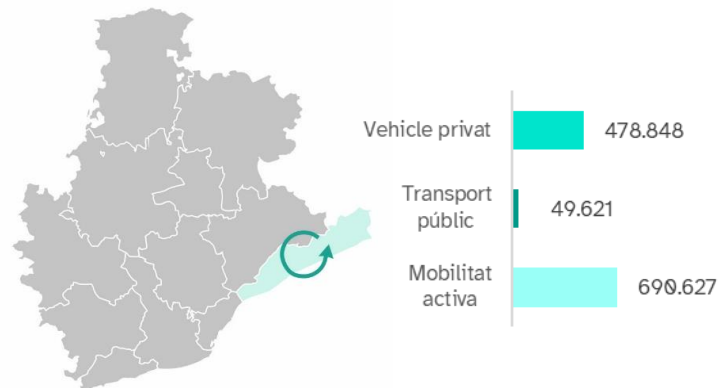 Vehicle privat
478.848
Transport
públic
49.621
Mobilitat
activa
690.627